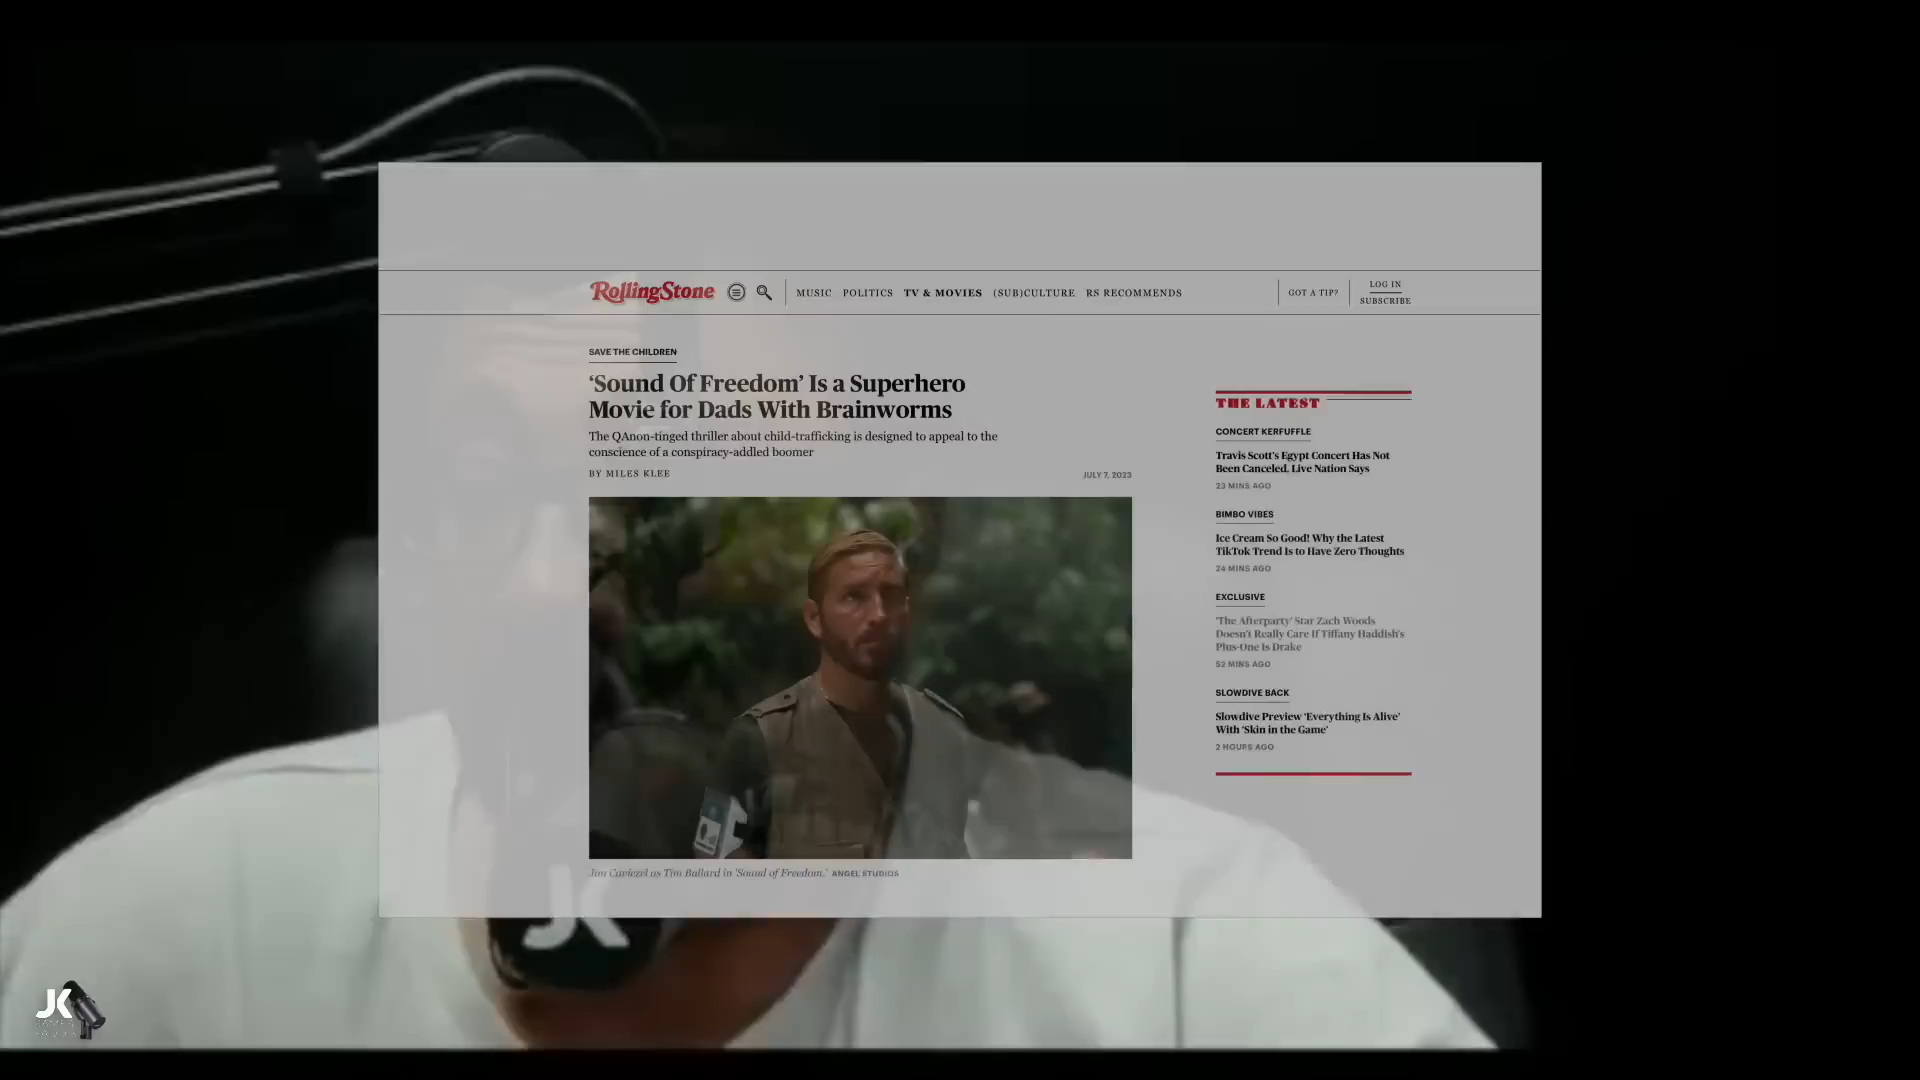 RollingStone
MUSIC POLITICS TV & MOVIES (SUB)CULTURE RS RECOMMENDS
GOT A TIP?
LOG IN
SUBSCRIBE
SAVE THE CHILDREN
‘Sound Of Freedom’ Is a Superhero
Movie for Dads With Brainworms
The QAnon-tinged thriller about child-trafficking is designed to appeal to the
conscience of a conspiracy-addled boomer
BY MILES KLEE
JULY 7, 2023
Jim Caviezel as Tim Ballard in 'Sound of Freedom.' ANGEL STUDIOS
THE LATEST
CONCERT KERFUFFLE
Travis Scott's Egypt Concert Has Not
Been Canceled, Live Nation Says
23 MINS AGO
BIMBO VIBES
Ice Cream So Good! Why the Latest
TikTok Trend Is to Have Zero Thoughts
24 MINS AGO
EXCLUSIVE
'The Afterparty' Star Zach Woods
Doesn't Really Care If Tiffany Haddish's
Plus-One Is Drake
52 MINS AGO
SLOWDIVE BACK
Slowdive Preview ‘Everything Is Alive’
With ‘Skin in the Game’
2 HOURS AGO
JK
JK